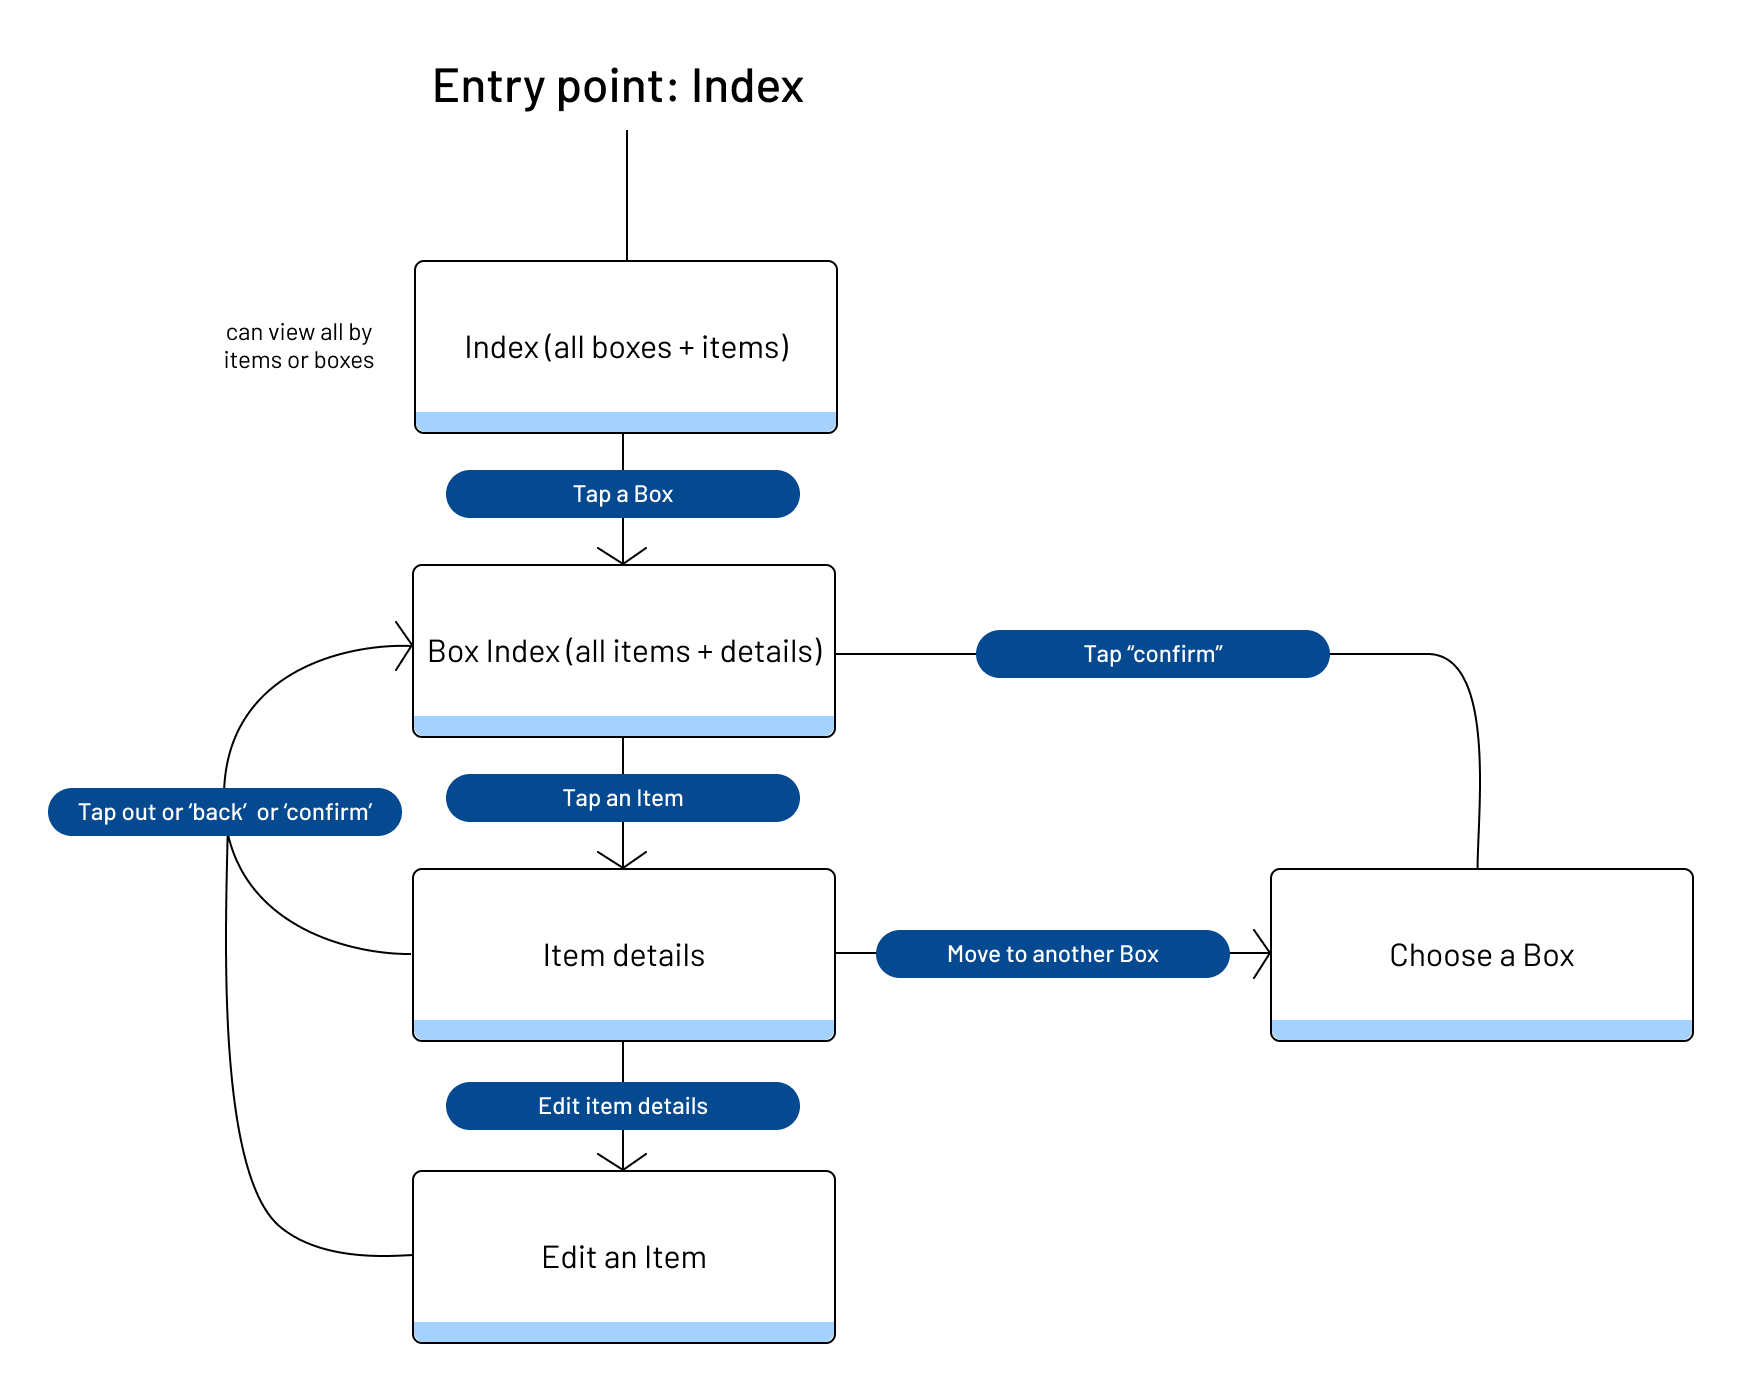 Entry point: Index
can view all by
items or boxes
Index (all boxes + items)
Tap a Box
Box Index (all items + details)
Tap “confirm”
Tap out or ‘back’  or ‘confirm’
Tap an Item
Item details
Move to another Box
Choose a Box
Edit item details
Edit an Item